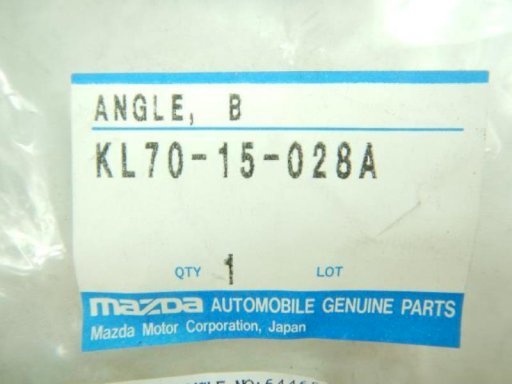 ANGLE, B
KL70-15-028A
QTY 1 LOT
mazda AUTOMOBILE GENUINE PARTS
Mazda Motor Corporation, Japan